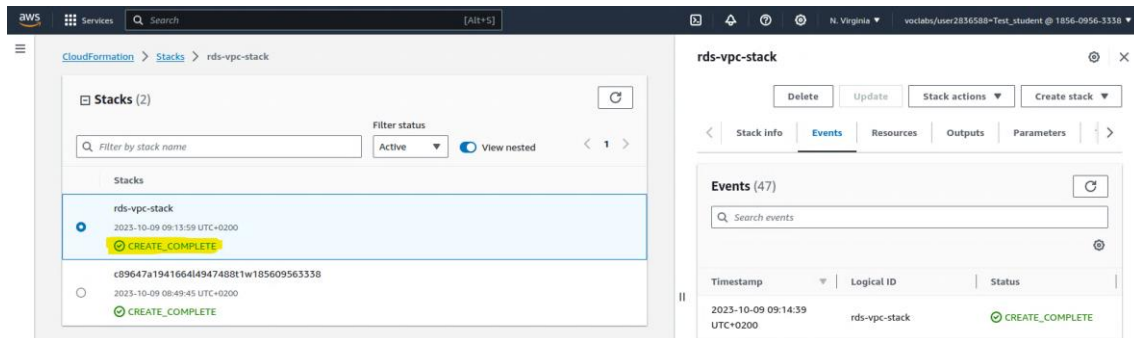 aws
Services
Search
[Alt+S]
N. Virginia
voclabs/user2836588=Test_student @ 1856-0956-3338
CloudFormation > Stacks > rds-vpc-stack
Stacks (2)
Filter status
Filter by stack name
Active
View nested
< 1 >
Stacks
rds-vpc-stack
2023-10-09 09:13:59 UTC+0200
CREATE_COMPLETE
2023-10-09 08:49:45 UTC+0200
CREATE_COMPLETE
rds-vpc-stack
Delete
Update
Stack actions
Create stack
Stack info
Events
Resources
Outputs
Parameters
Events (47)
Search events
Timestamp
Logical ID
Status
2023-10-09 09:14:39
UTC+0200
rds-vpc-stack
CREATE_COMPLETE